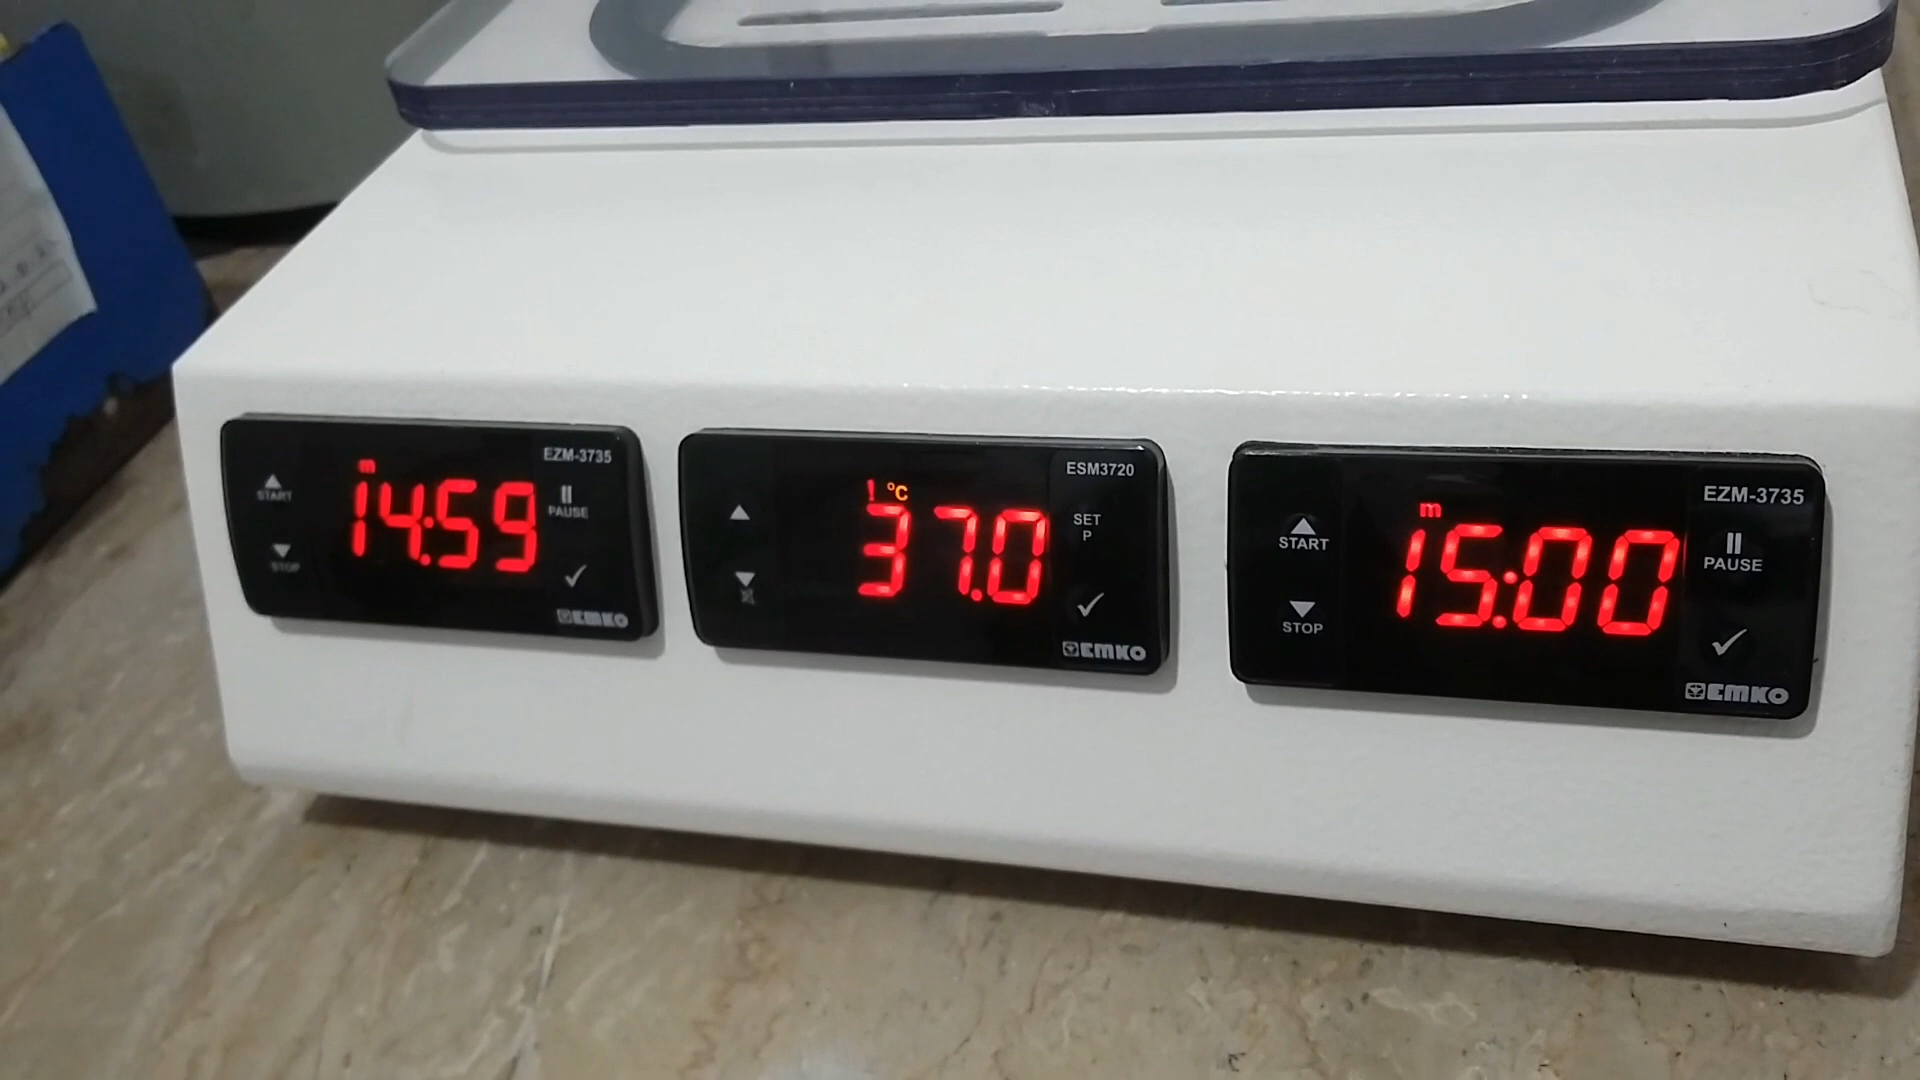 EZM-3735
m
14:59
START
PAUSE
STOP
EMKO
ESM3720
! °C
37.0
SET
P
EMKO
EZM-3735
m
15:00
START
PAUSE
STOP
EMKO